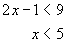 2x − 1 < 9
x < 5